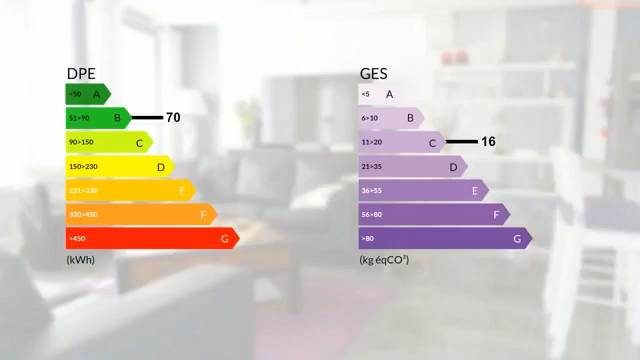 DPE
<50 A
51>90 B 70
90>150 C
150>230 D
231>330 E
330>450 F
>450 G
(kWh)
GES
<5 A
6>10 B
11>20 C 16
21>35 D
36>55 E
56>80 F
>80 G
(kg éqCO²)